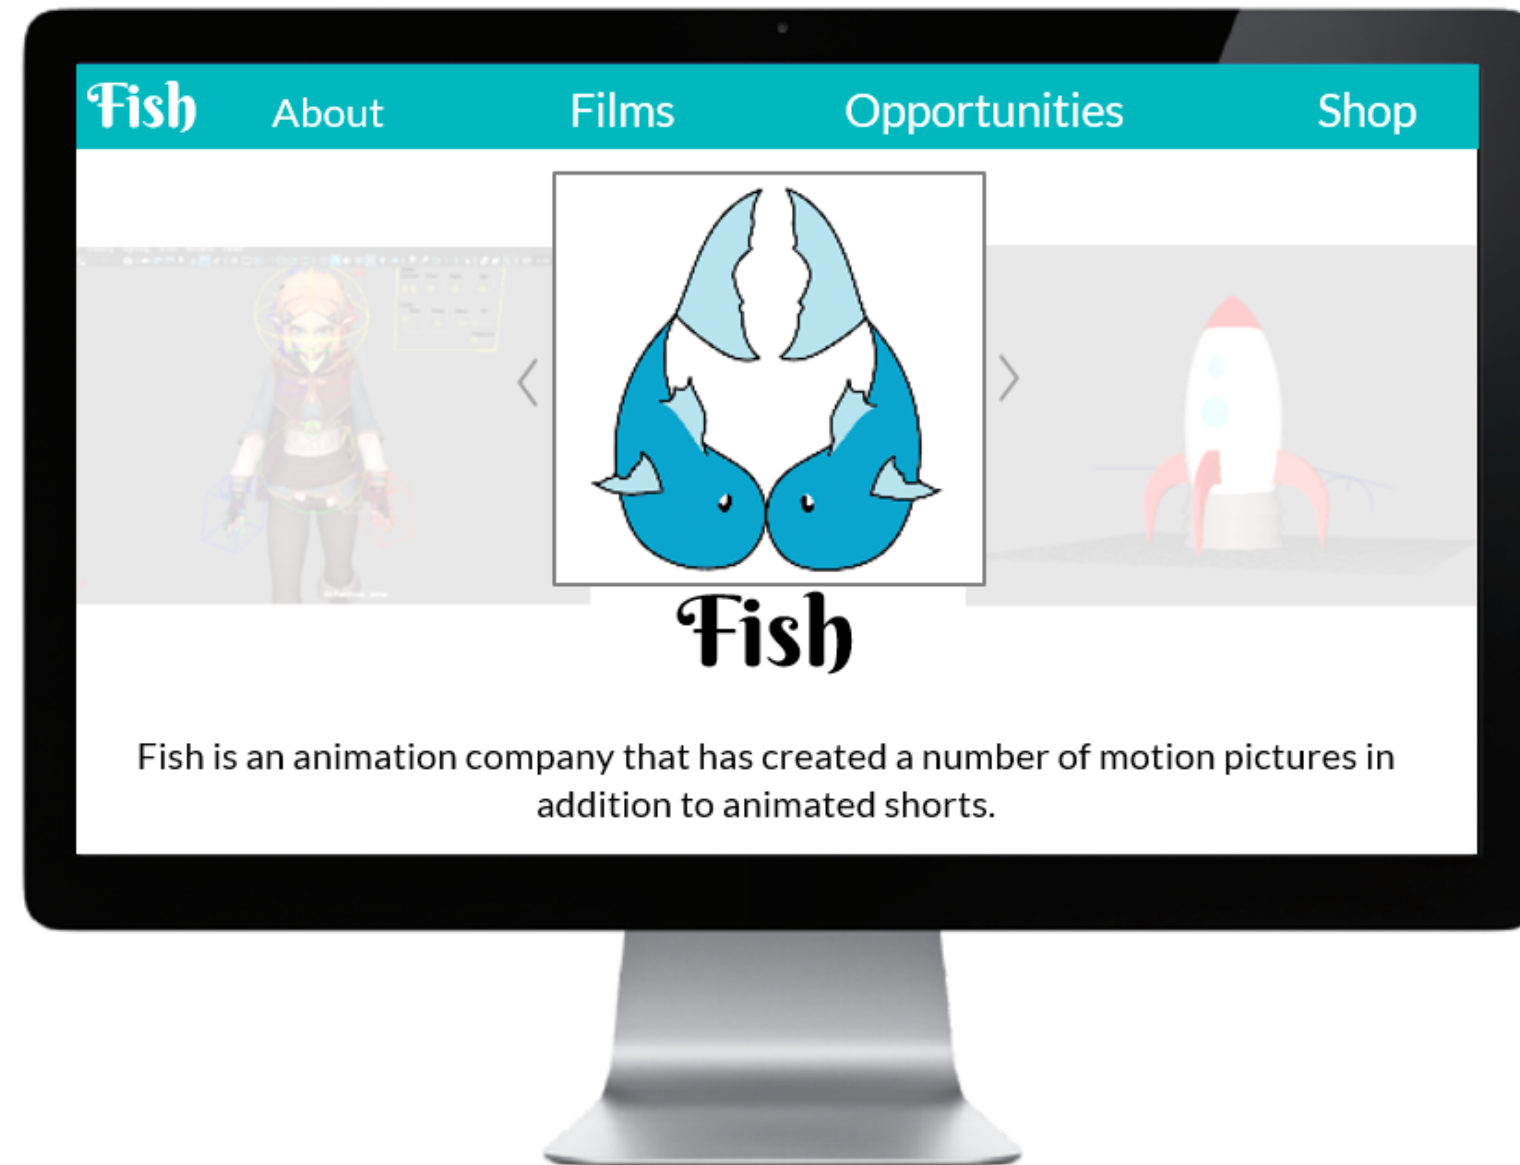 Fish About Films Opportunities Shop
Fish
Fish is an animation company that has created a number of motion pictures in
addition to animated shorts.